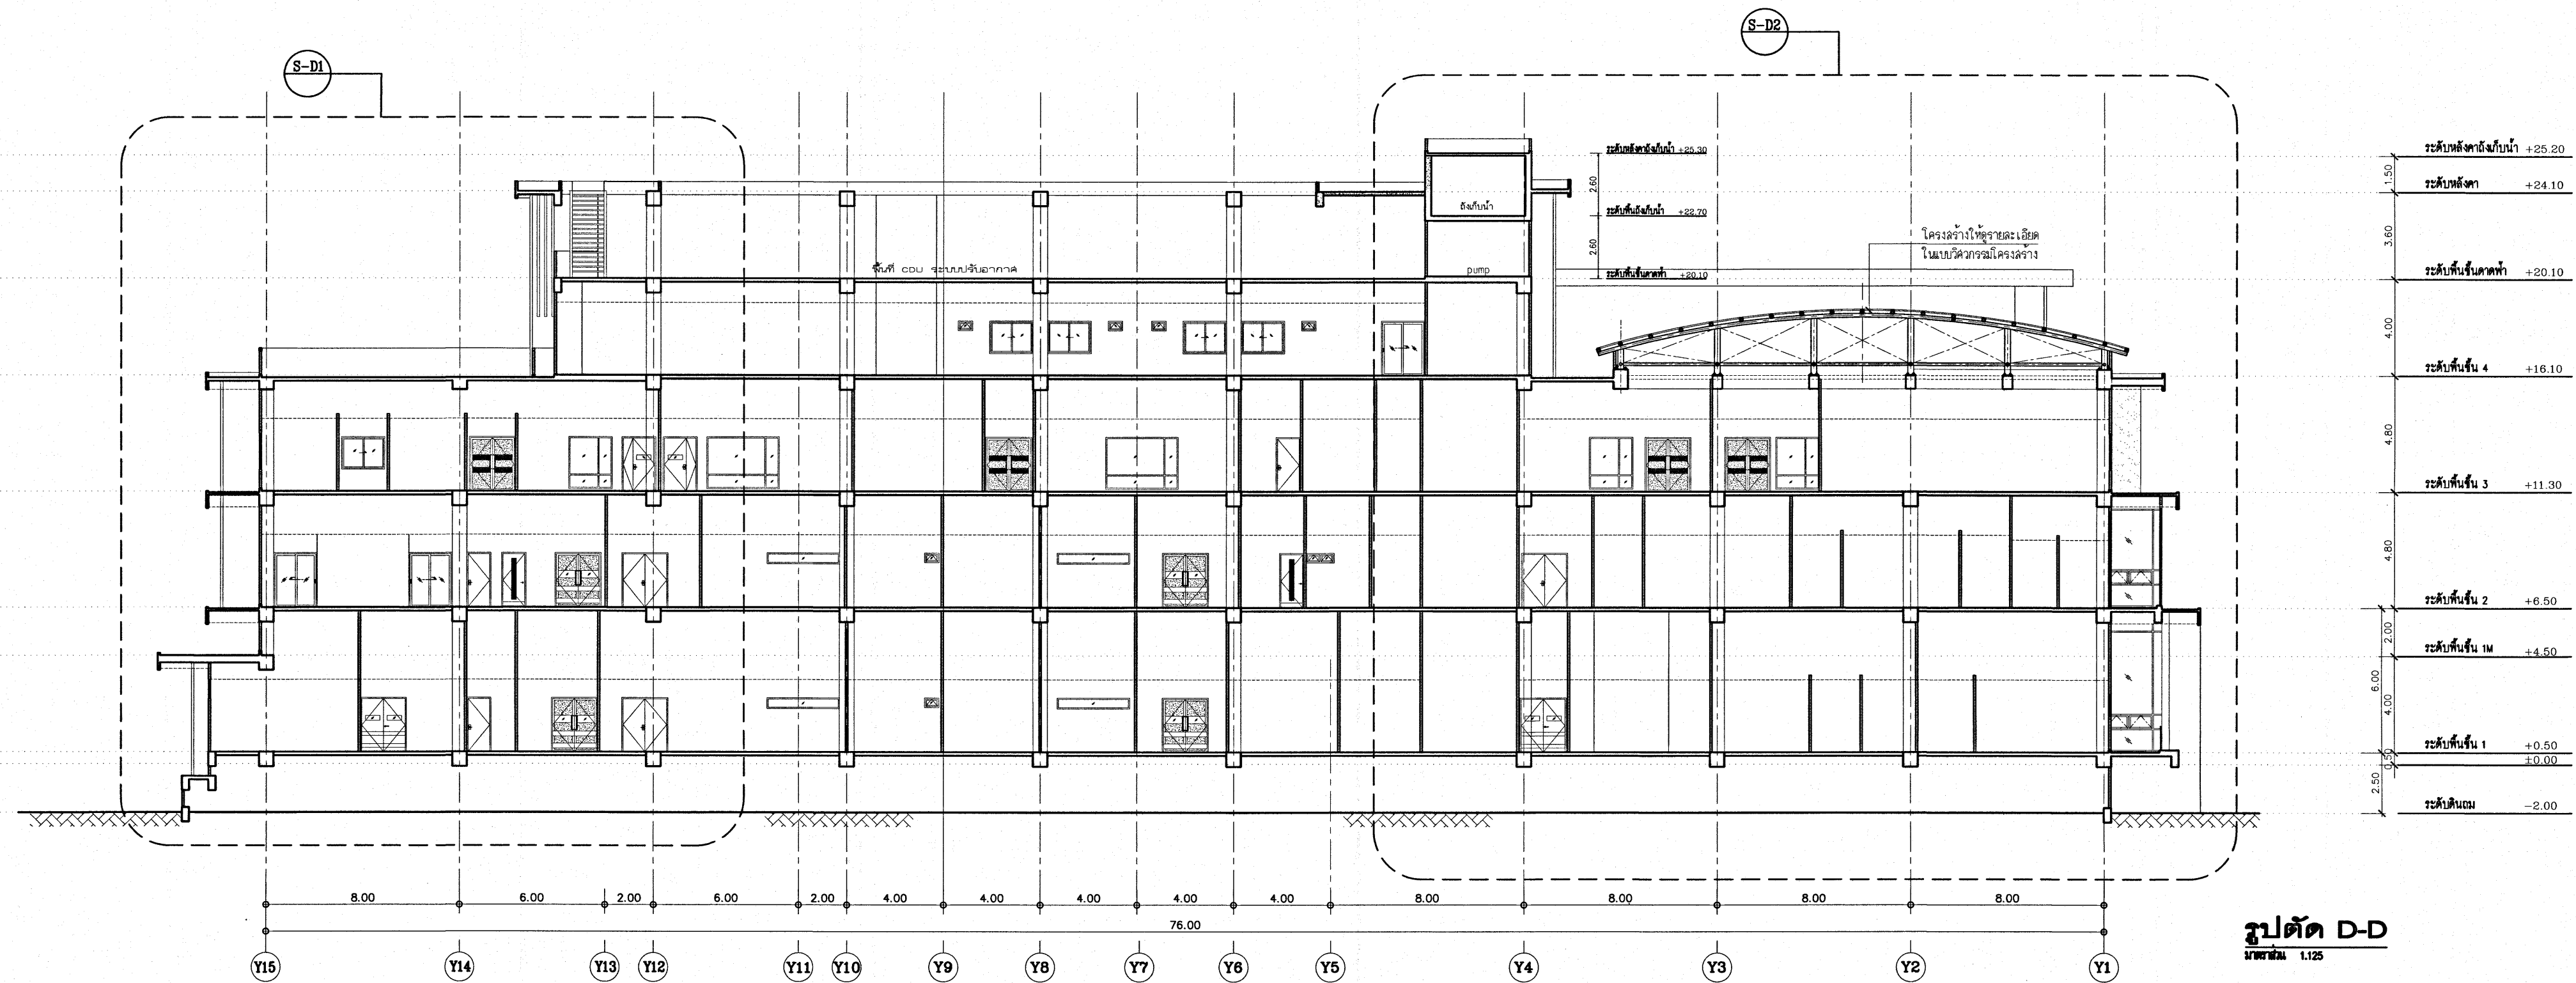 S-D1
S-D2
ระดับหลังคาถังเก็บน้ำ +25.30
2.60
ถังเก็บน้ำ
ระดับพื้นถังเก็บน้ำ +22.70
2.60
pump
ระดับพื้นชั้นดาดฟ้า +20.10
พื้นที่ CDU ระบบปรับอากาศ
โครงสร้างให้ดูรายละเอียด
ในแบบวิศวกรรมโครงสร้าง
ระดับหลังคาถังเก็บน้ำ +25.20
1.50
ระดับหลังคา +24.10
3.60
ระดับพื้นชั้นดาดฟ้า +20.10
4.00
ระดับพื้นชั้น 4 +16.10
4.80
ระดับพื้นชั้น 3 +11.30
4.80
ระดับพื้นชั้น 2 +6.50
2.00
ระดับพื้นชั้น 1M +4.50
6.00
4.00
ระดับพื้นชั้น 1 +0.50
0.50
±0.00
2.50
ระดับดินถม -2.00
8.00 6.00 2.00 6.00 2.00 4.00 4.00 4.00 4.00 4.00 8.00 8.00 8.00 8.00
76.00
Y15 Y14 Y13 Y12 Y11 Y10 Y9 Y8 Y7 Y6 Y5 Y4 Y3 Y2 Y1
รูปตัด D-D
มาตราส่วน 1:125